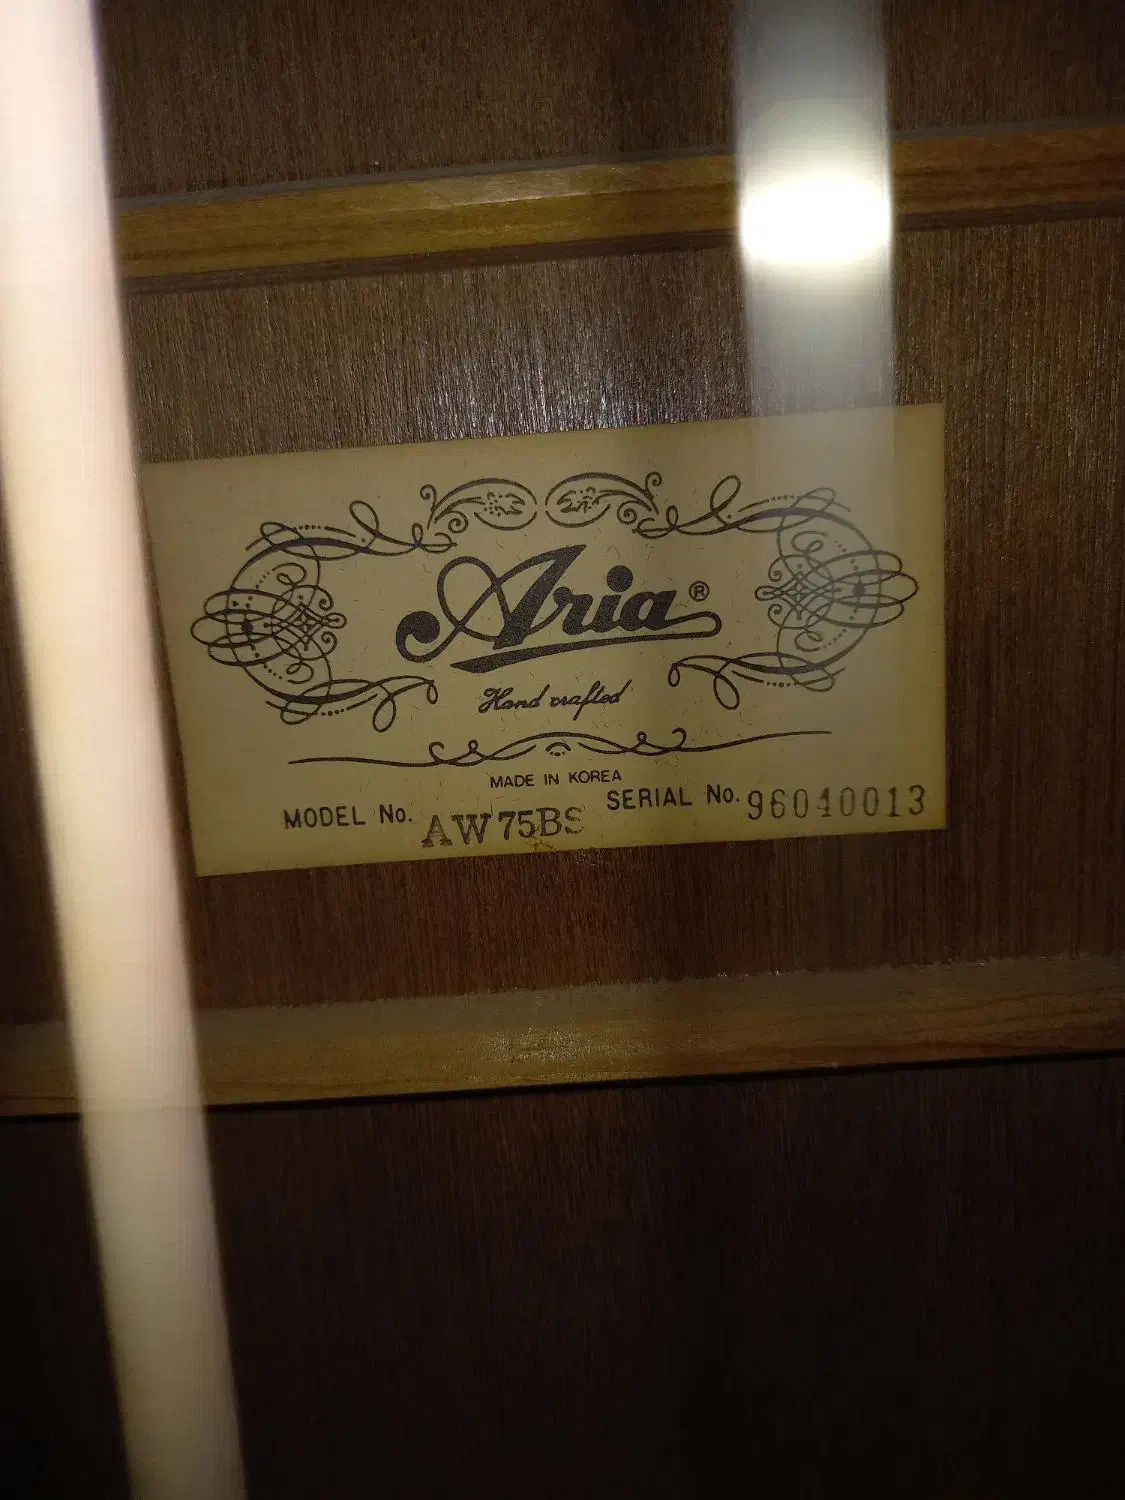 Aria®
Hand crafted
MADE IN KOREA
MODEL No. AW75BS SERIAL No. 96040013